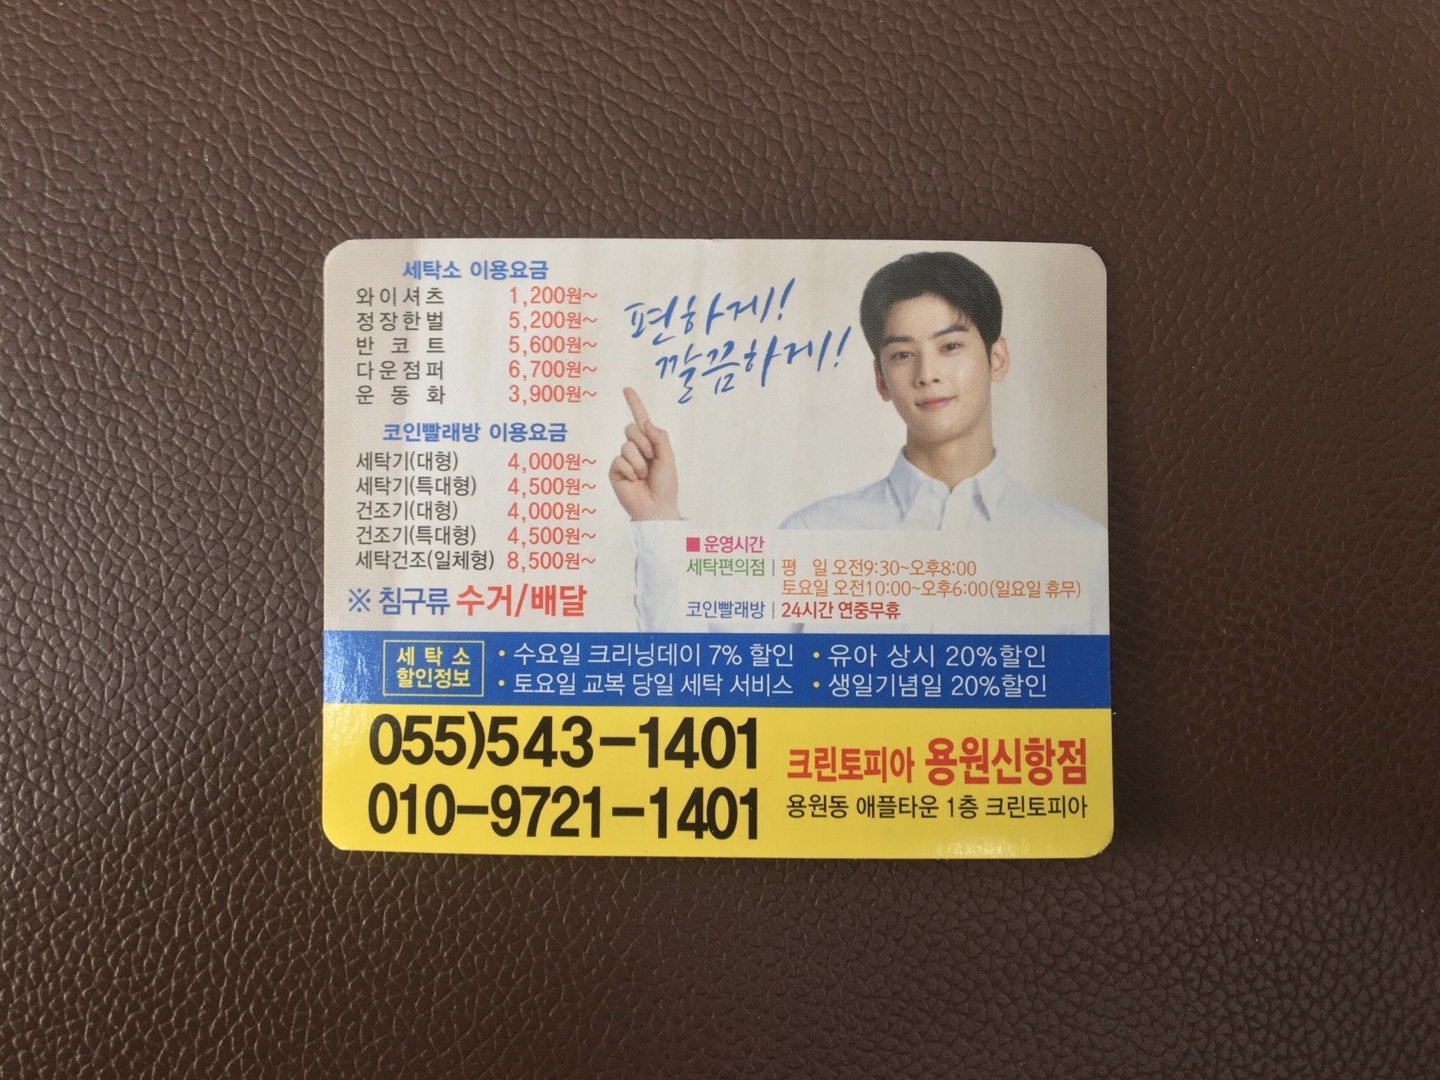 세탁소 이용요금
와이셔츠 1,200원~
정장한벌 5,200원~
반 코 트 5,600원~
다운점퍼 6,700원~
운 동 화 3,900원~
코인빨래방 이용요금
세탁기(대형) 4,000원~
세탁기(특대형) 4,500원~
건조기(대형) 4,000원~
건조기(특대형) 4,500원~
세탁건조(일체형) 8,500원~
※ 침구류 수거/배달
편하게!
깔끔하게!
■ 운영시간
세탁편의점 | 평 일 오전9:30~오후8:00
토요일 오전10:00~오후6:00(일요일 휴무)
코인빨래방 | 24시간 연중무휴
세 탁 소
할인정보
• 수요일 크리닝데이 7% 할인 • 유아 상시 20%할인
• 토요일 교복 당일 세탁 서비스 • 생일기념일 20%할인
055)543-1401
010-9721-1401
크린토피아 용원신항점
용원동 애플타운 1층 크린토피아